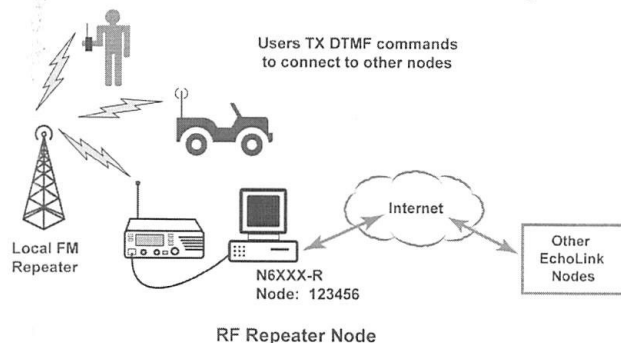 Users TX DTMF commands
to connect to other nodes
Local FM
Repeater
N6XXX-R
Node: 123456
Internet
Other
EchoLink
Nodes
RF Repeater Node